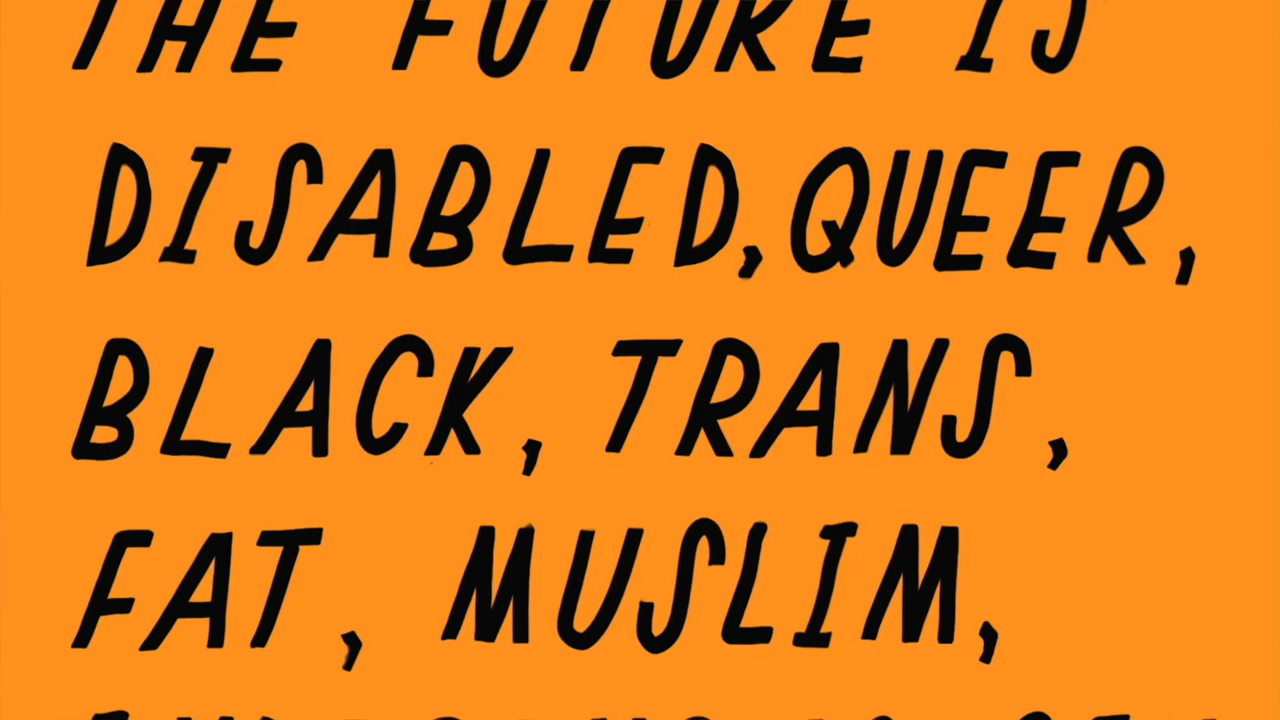 THE FUTURE IS
DISABLED, QUEER,
BLACK, TRANS,
FAT, MUSLIM,